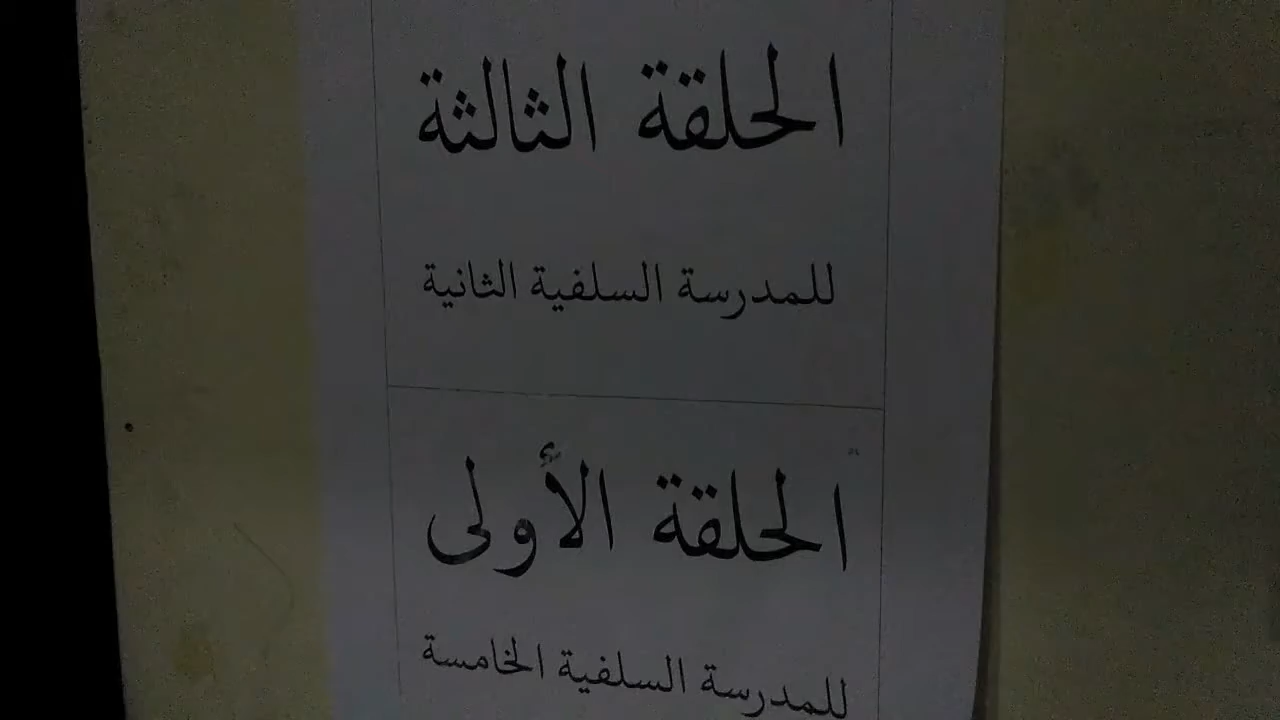 الحلقة الثالثة
للمدرسة السلفية الثانية
الحلقة الأولى
للمدرسة السلفية الخامسة